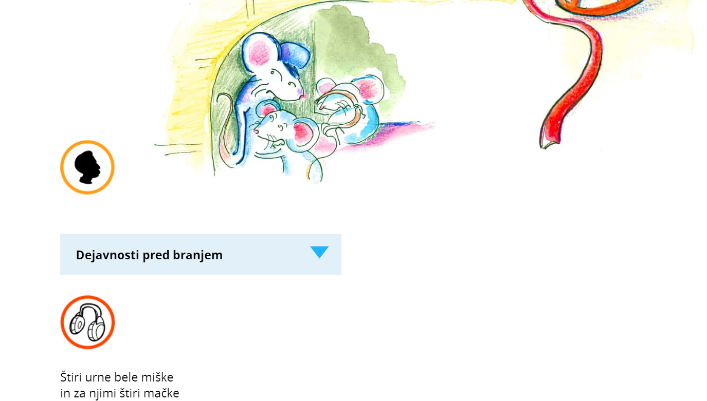 Dejavnosti pred branjem
Štiri urne bele miške
in za njimi štiri mačke